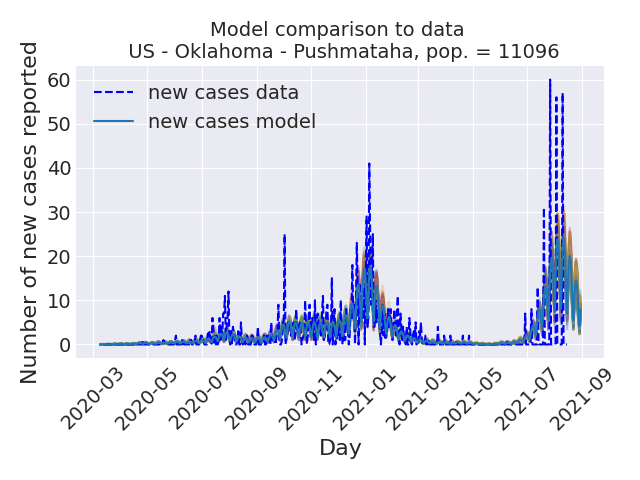 Model comparison to data
US - Oklahoma - Pushmataha, pop. = 11096
Number of new cases reported
60
50
40
30
20
10
0
new cases data
new cases model
2020-03
2020-05
2020-07
2020-09
2020-11
2021-01
2021-03
2021-05
2021-07
2021-09
Day